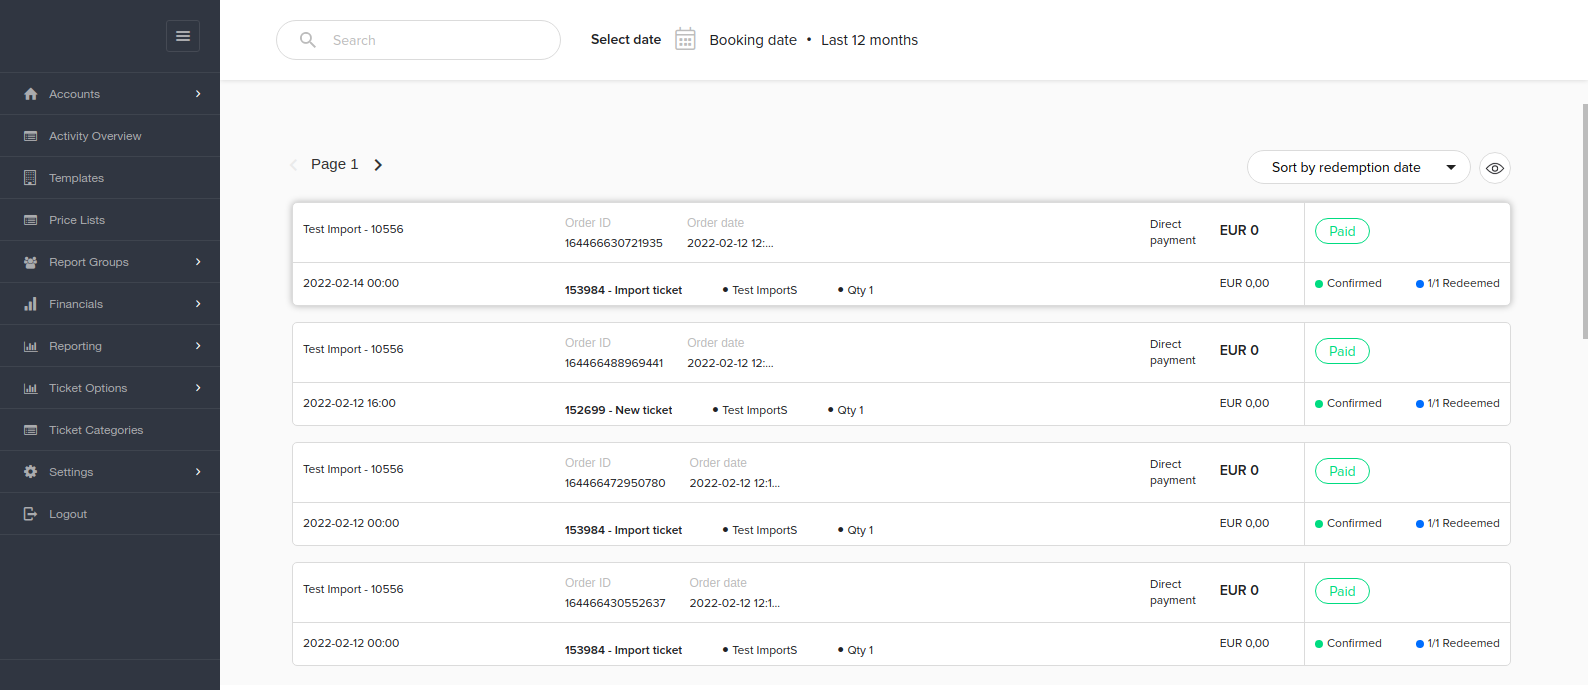 Search
Select date
Booking date • Last 12 months
Accounts
Activity Overview
Templates
Price Lists
Report Groups
Financials
Reporting
Ticket Options
Ticket Categories
Settings
Logout
Page 1
Sort by redemption date
Test Import - 10556
Order ID
164466630721935
Order date
2022-02-12 12:...
Direct
payment
EUR 0
Paid
2022-02-14 00:00
153984 - Import ticket • Test ImportS • Qty 1
EUR 0,00
Confirmed
1/1 Redeemed
Test Import - 10556
Order ID
164466488969441
Order date
2022-02-12 12:...
Direct
payment
EUR 0
Paid
2022-02-12 16:00
152699 - New ticket • Test ImportS • Qty 1
EUR 0,00
Confirmed
1/1 Redeemed
Test Import - 10556
Order ID
164466472950780
Order date
2022-02-12 12:1...
Direct
payment
EUR 0
Paid
2022-02-12 00:00
153984 - Import ticket • Test ImportS • Qty 1
EUR 0,00
Confirmed
1/1 Redeemed
Test Import - 10556
Order ID
164466430552637
Order date
2022-02-12 12:1...
Direct
payment
EUR 0
Paid
2022-02-12 00:00
153984 - Import ticket • Test ImportS • Qty 1
EUR 0,00
Confirmed
1/1 Redeemed